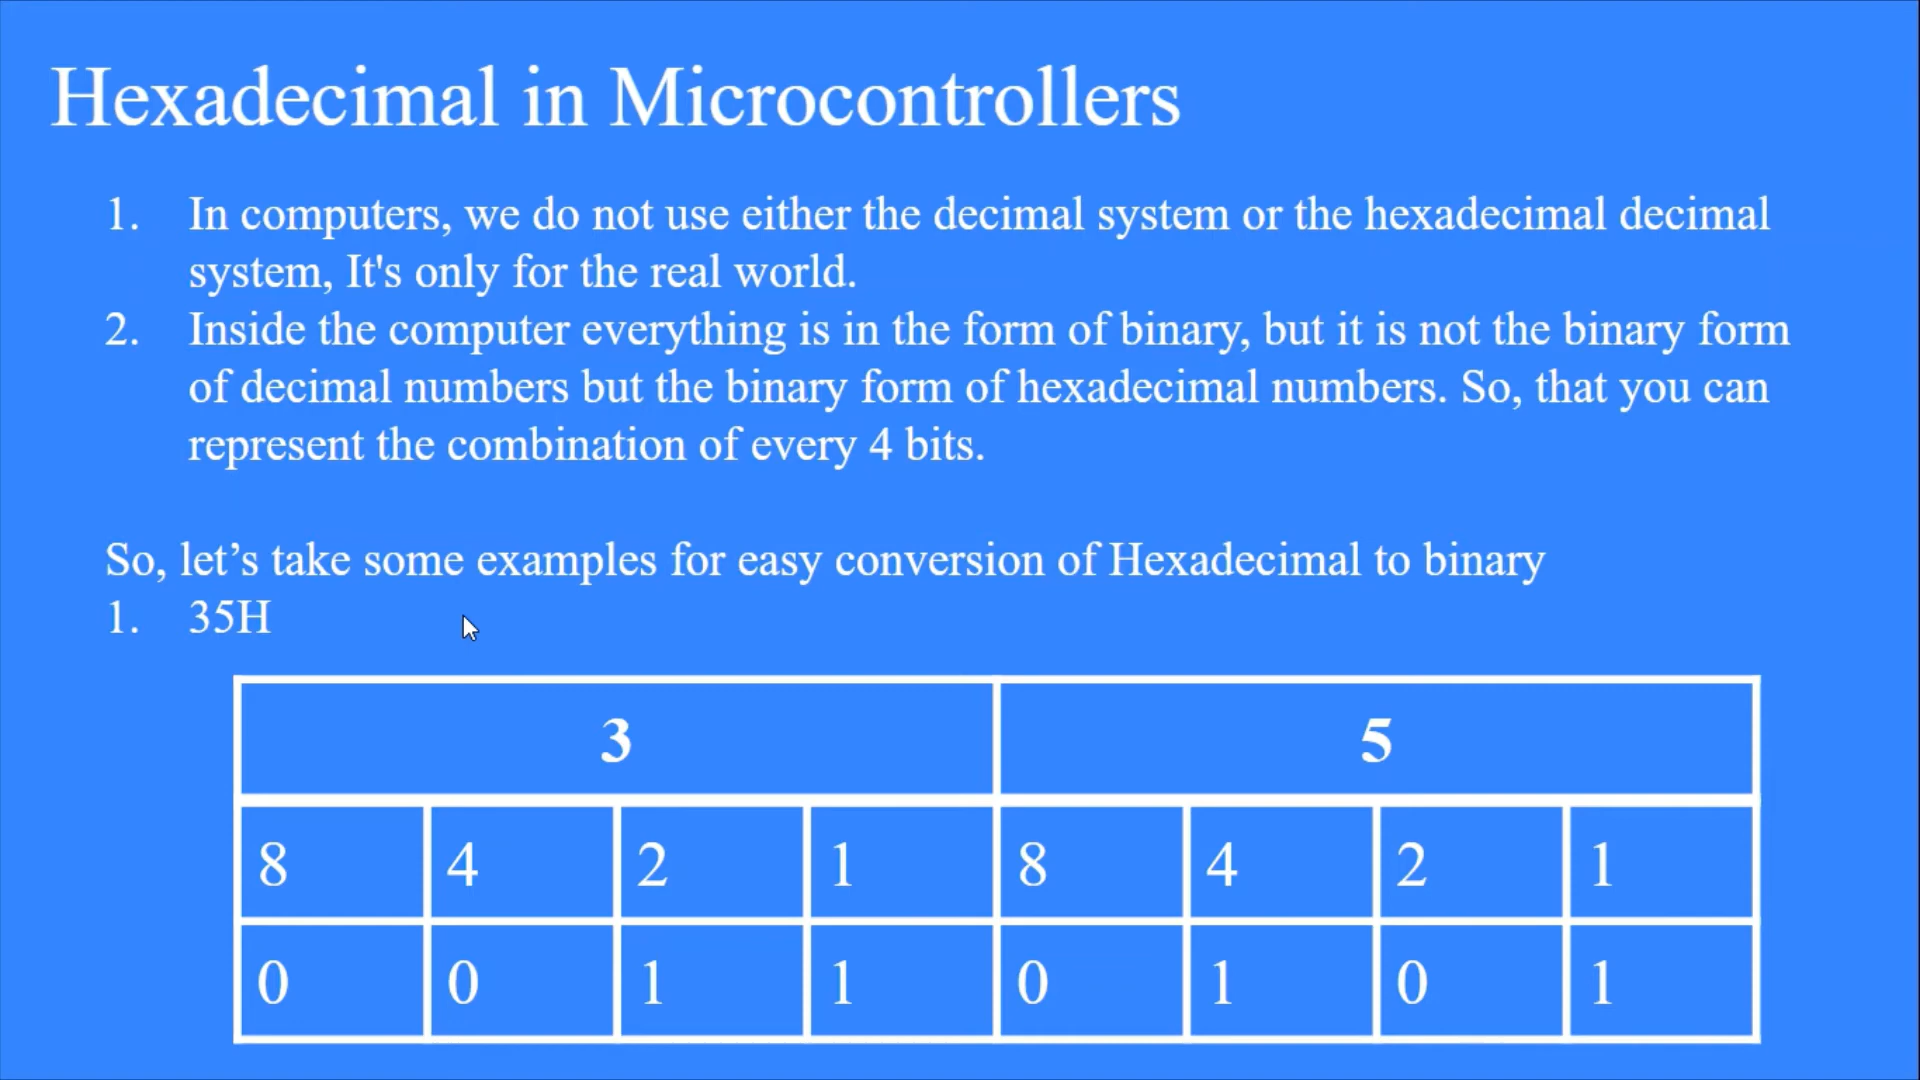 Hexadecimal in Microcontrollers
1. In computers, we do not use either the decimal system or the hexadecimal decimal
system, It's only for the real world.
2. Inside the computer everything is in the form of binary, but it is not the binary form
of decimal numbers but the binary form of hexadecimal numbers. So, that you can
represent the combination of every 4 bits.
So, let’s take some examples for easy conversion of Hexadecimal to binary
1. 35H
3 5
8 4 2 1 8 4 2 1
0 0 1 1 0 1 0 1